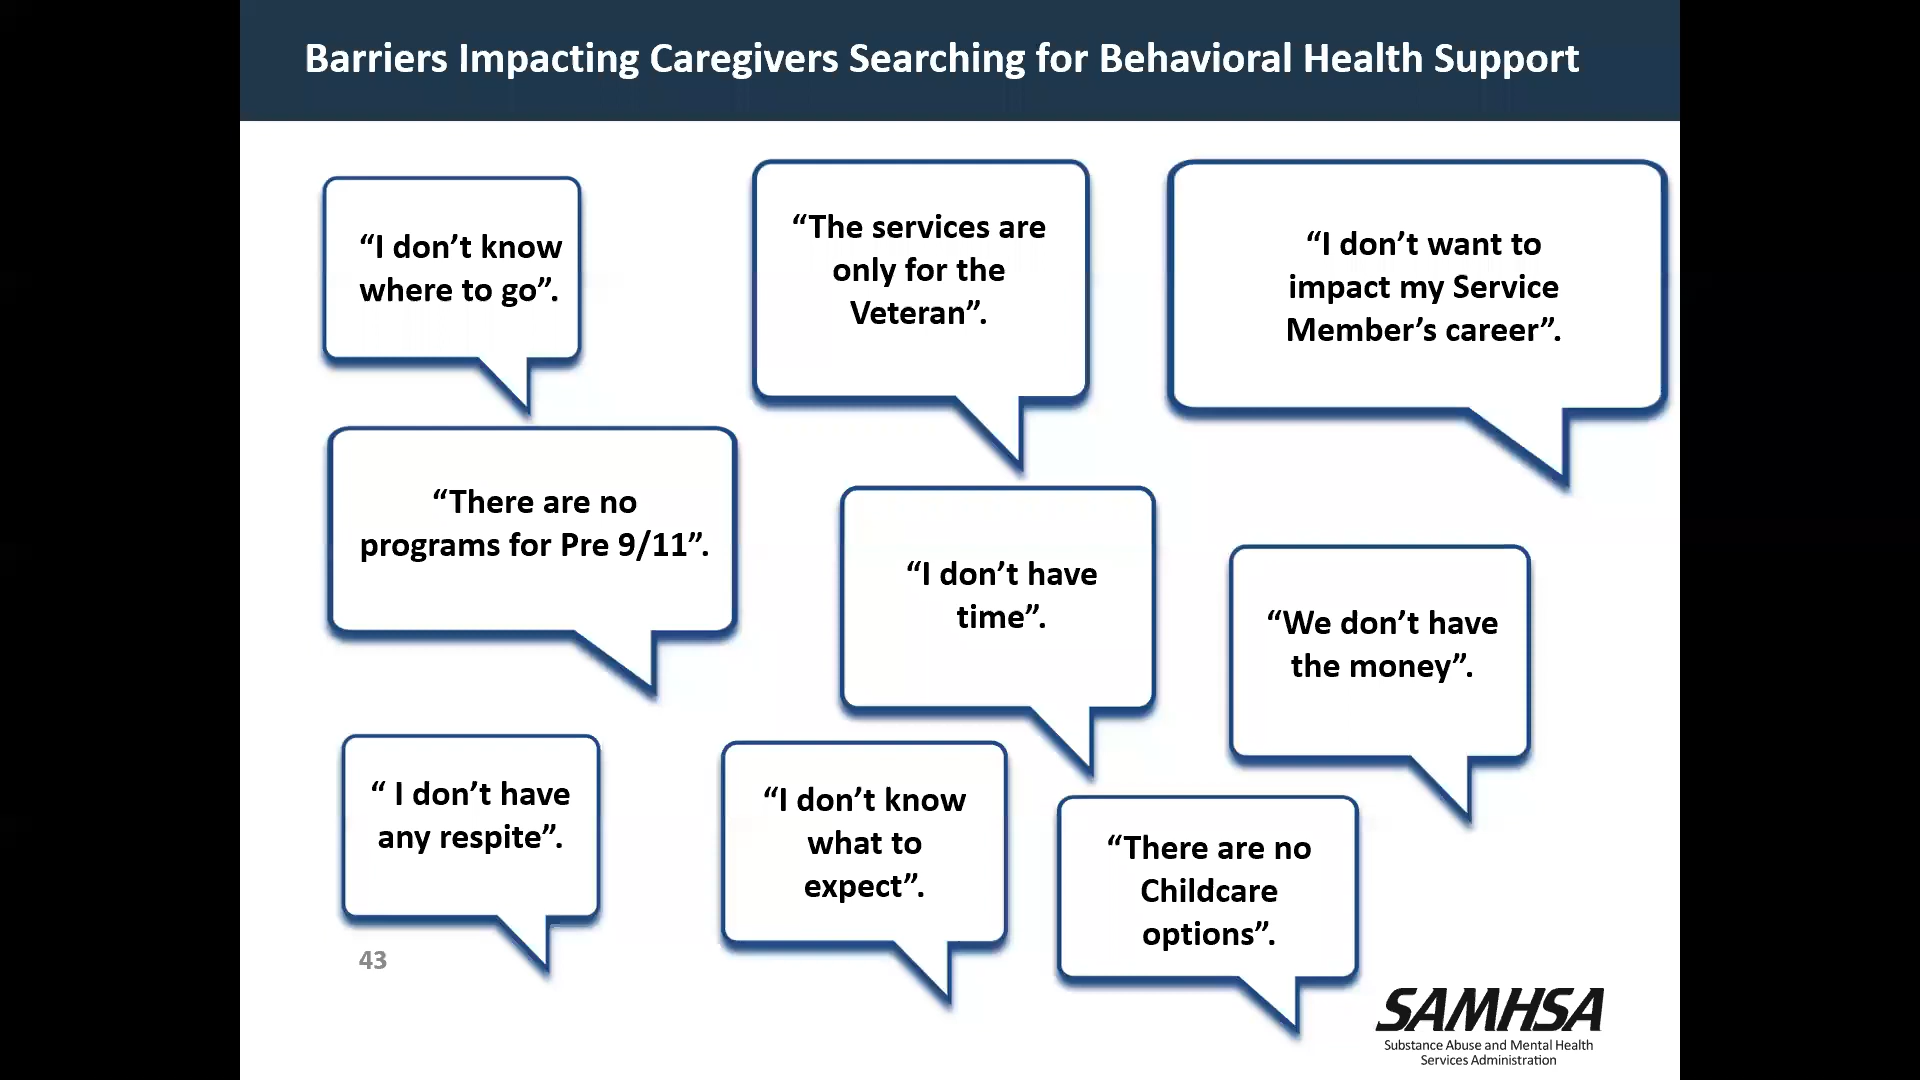 Barriers Impacting Caregivers Searching for Behavioral Health Support
“I don’t know
where to go”.
“The services are
only for the
Veteran”.
“I don’t want to
impact my Service
Member’s career”.
“There are no
programs for Pre 9/11”.
“I don’t have
time”.
“We don’t have
the money”.
“ I don’t have
any respite”.
“I don’t know
what to
expect”.
“There are no
Childcare
options”.
43
SAMHSA
Substance Abuse and Mental Health
Services Administration